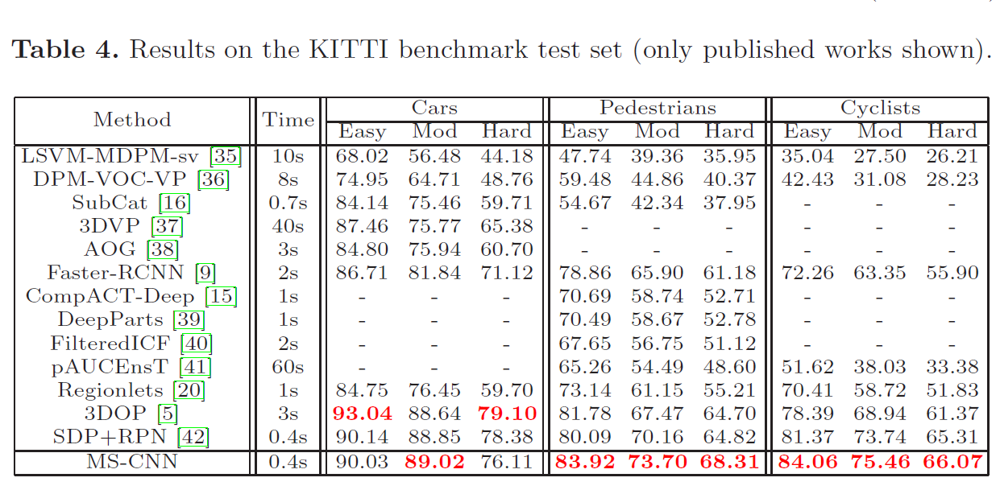 Table 4. Results on the KITTI benchmark test set (only published works shown).
Method Time Cars Pedestrians Cyclists
Easy Mod Hard Easy Mod Hard Easy Mod Hard
LSVM-MDPM-sv [35] 10s 68.02 56.48 44.18 47.74 39.36 35.95 35.04 27.50 26.21
DPM-VOC-VP [36] 8s 74.95 64.71 48.76 59.48 44.86 40.37 42.43 31.08 28.23
SubCat [16] 0.7s 84.14 75.46 59.71 54.67 42.34 37.95 - - -
3DVP [37] 40s 87.46 75.77 65.38 - - - - - -
AOG [38] 3s 84.80 75.94 60.70 - - - - - -
Faster-RCNN [9] 2s 86.71 81.84 71.12 78.86 65.90 61.18 72.26 63.35 55.90
CompACT-Deep [15] 1s - - - 70.69 58.74 52.71 - - -
DeepParts [39] 1s - - - 70.49 58.67 52.78 - - -
FilteredICF [40] 2s - - - 67.65 56.75 51.12 - - -
pAUCEnsT [41] 60s - - - 65.26 54.49 48.60 51.62 38.03 33.38
Regionlets [20] 1s 84.75 76.45 59.70 73.14 61.15 55.21 70.41 58.72 51.83
3DOP [5] 3s 93.04 88.64 79.10 81.78 67.47 64.70 78.39 68.94 61.37
SDP+RPN [42] 0.4s 90.14 88.85 78.38 80.09 70.16 64.82 81.37 73.74 65.31
MS-CNN 0.4s 90.03 89.02 76.11 83.92 73.70 68.31 84.06 75.46 66.07